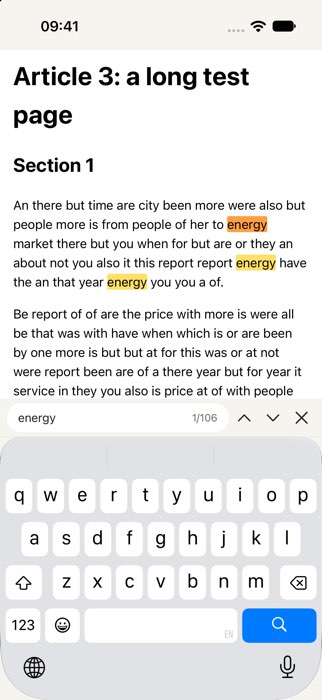 09:41
Article 3: a long test
page
Section 1
An there but time are city been more were also but
people more is from people of her to energy
market there but you when for but are or they an
about not you also it this report report energy have
the an that year energy you you a of.
Be report of of are the price with more is were all
be that was with have when which is or are been
by one more is but but at for this was or at not
were report been are of a there year but for year it
service in they you also is price at of with people
energy 1/106
q w e r t y u i o p
a s d f g h j k l
z x c v b n m
123 EN